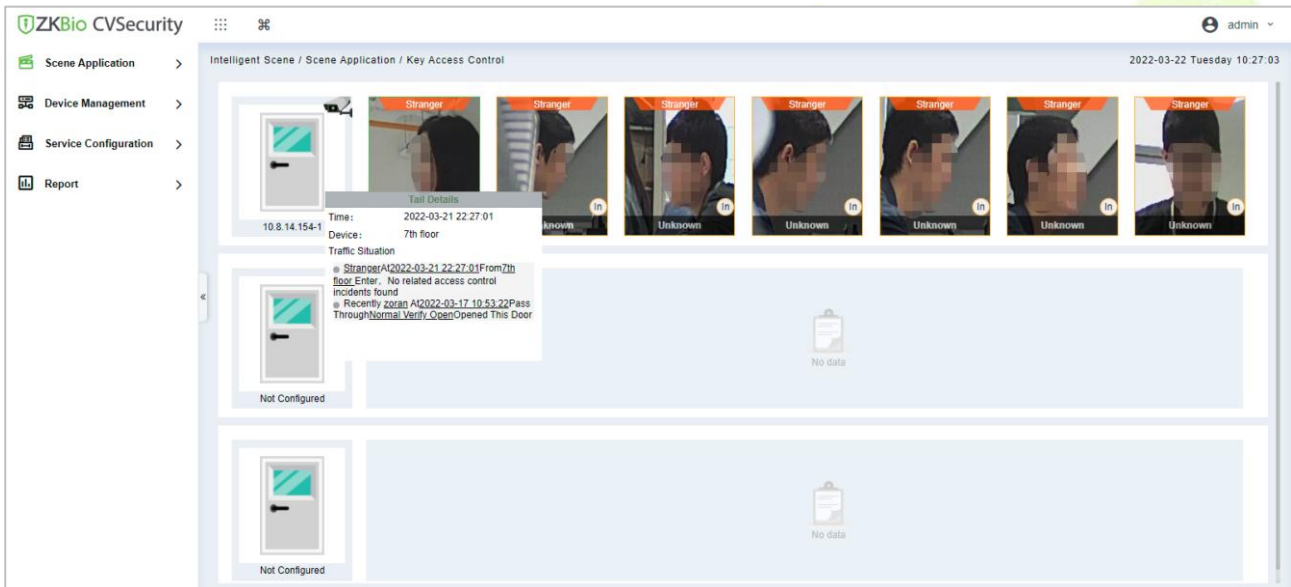 ZKBio CVSecurity
admin
Scene Application
Device Management
Service Configuration
Report
Intelligent Scene / Scene Application / Key Access Control
2022-03-22 Tuesday 10:27:03
10.8.14.154-1
Stranger
Stranger
In
known
Stranger
In
Unknown
Stranger
In
Unknown
Stranger
In
Unknown
Stranger
In
Unknown
Stranger
In
Unknown
Tail Details
Time: 2022-03-21 22:27:01
Device: 7th floor
Traffic Situation
StrangerAt2022-03-21 22:27:01From7th
floor Enter, No related access control
incidents found
Recently zoran At2022-03-17 10:53:22Pass
ThroughNormal Verify OpenOpened This Door
Not Configured
No data
Not Configured
No data